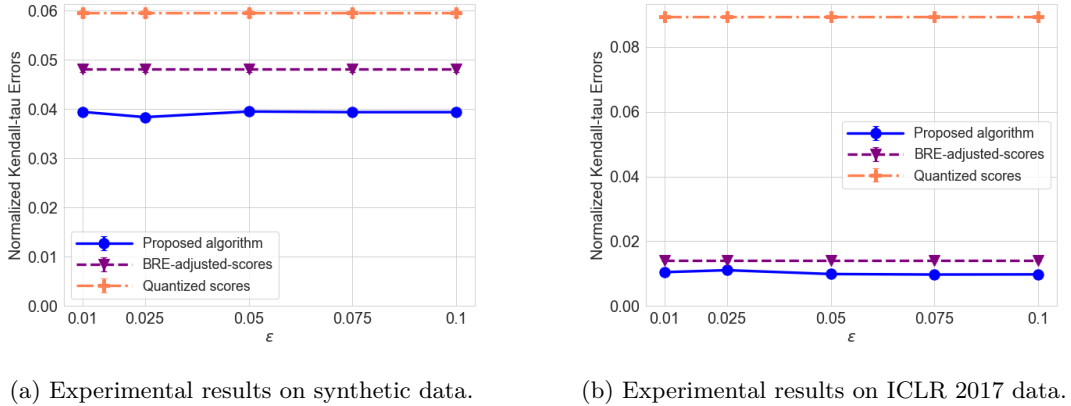 Normalized Kendall-tau Errors
0.06
0.05
0.04
0.03
0.02
0.01
0.00
Proposed algorithm
BRE-adjusted-scores
Quantized scores
0.01 0.025 0.05 0.075 0.1
ε
(a) Experimental results on synthetic data.
Normalized Kendall-tau Errors
0.08
0.06
0.04
0.02
0.00
Proposed algorithm
BRE-adjusted-scores
Quantized scores
0.01 0.025 0.05 0.075 0.1
ε
(b) Experimental results on ICLR 2017 data.